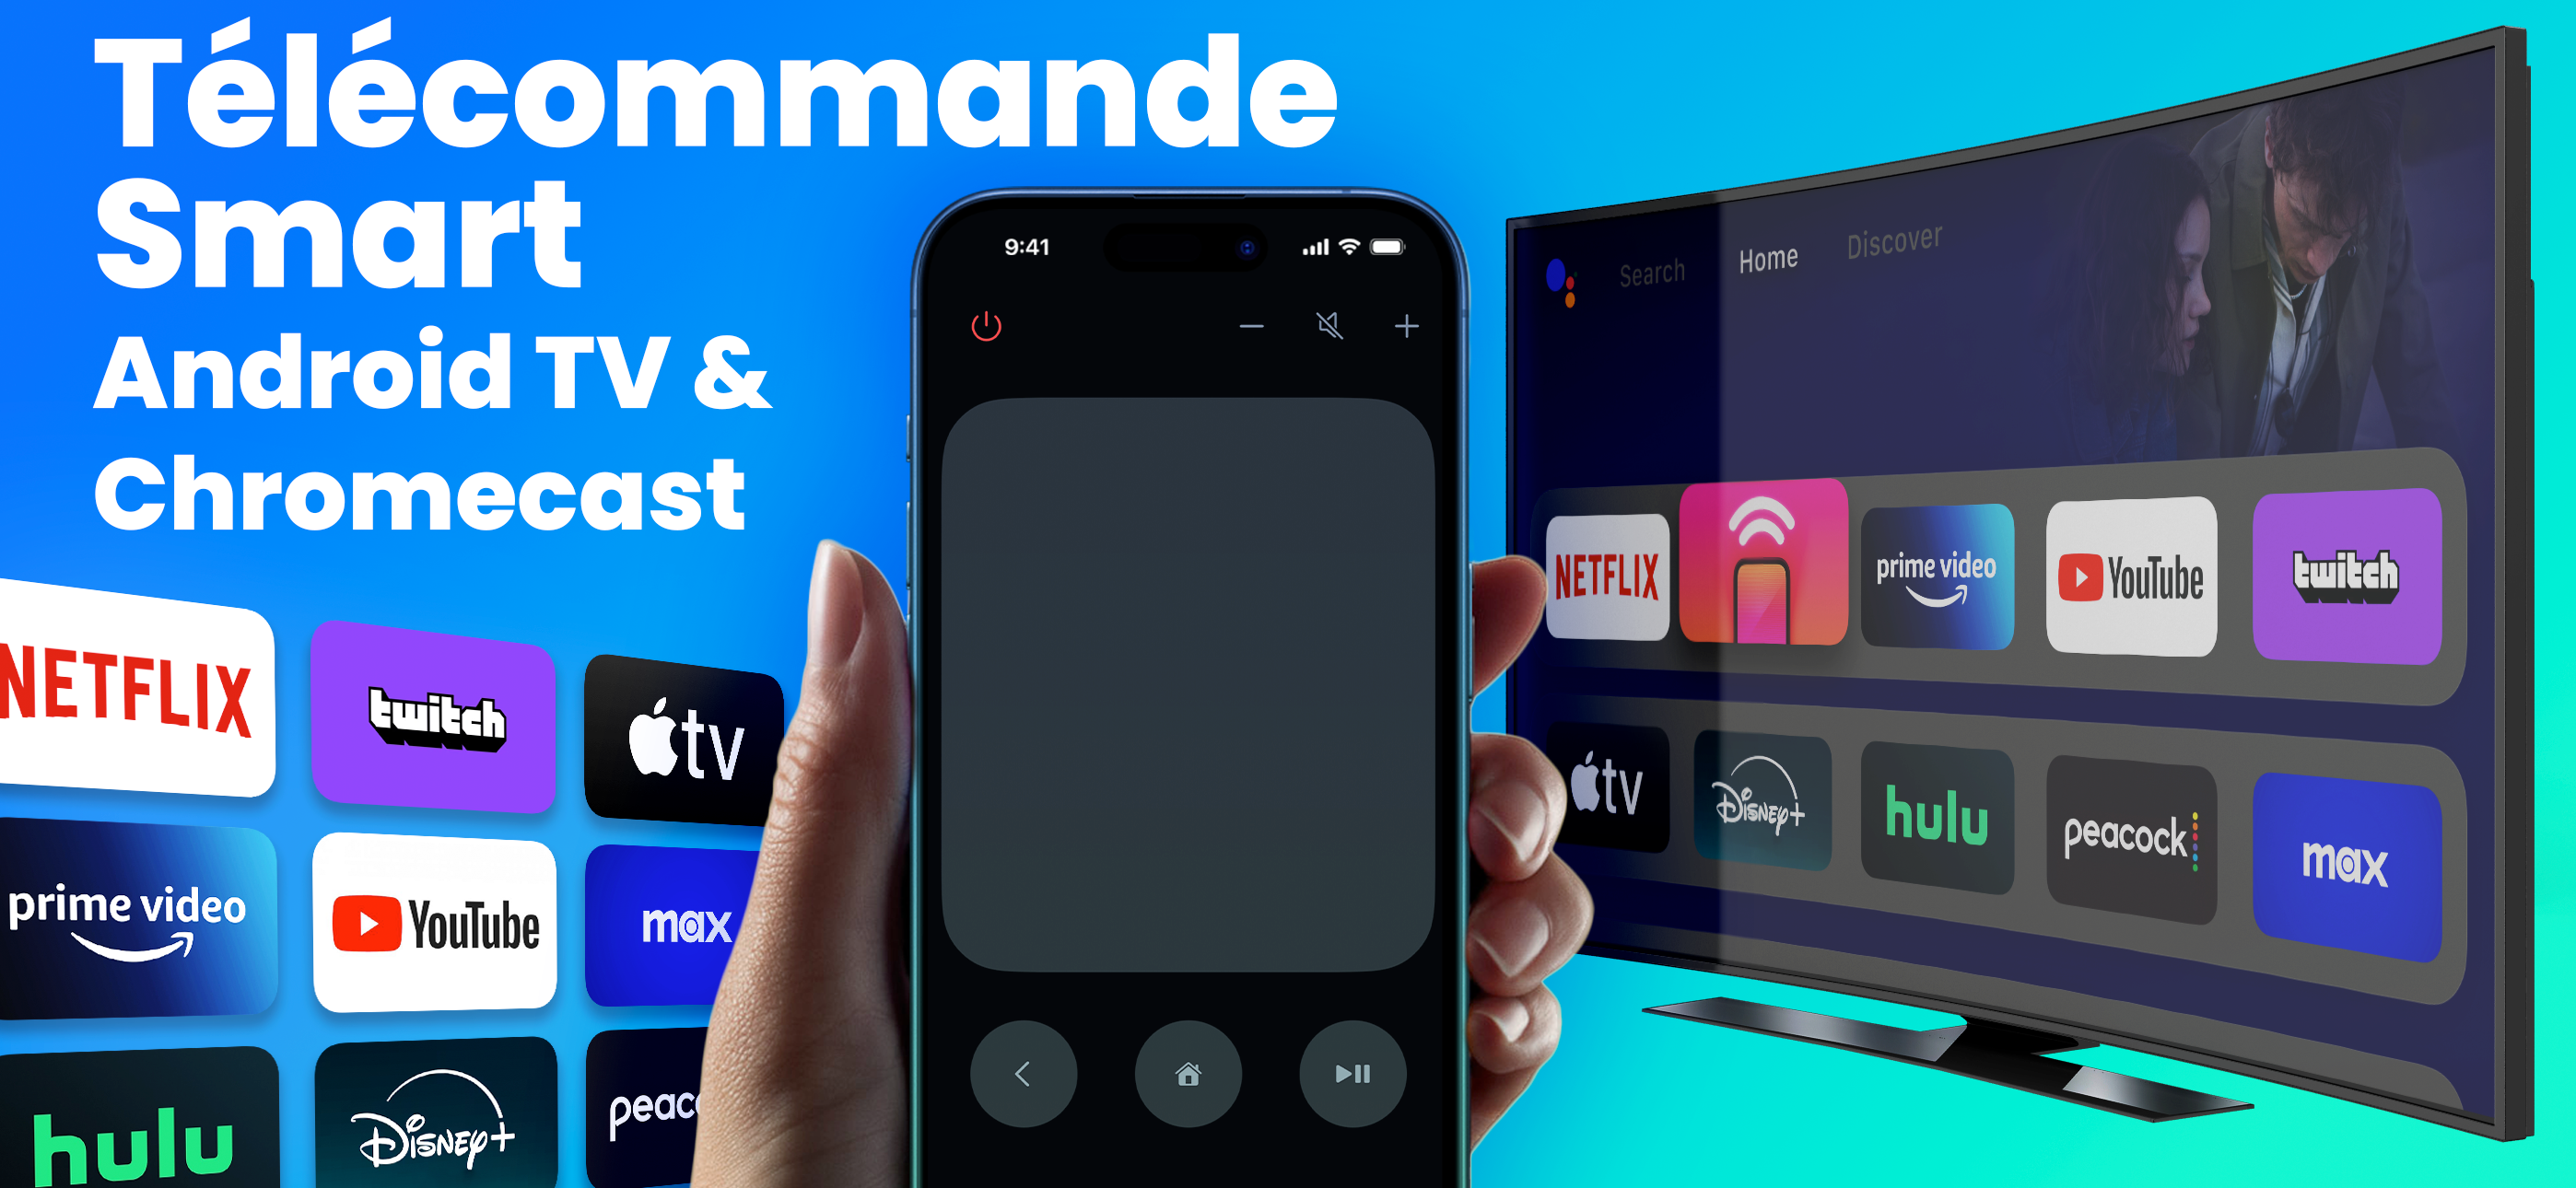 Télécommande
Smart
Android TV &
Chromecast
NETFLIX
twitch
tv
prime video
YouTube
max
hulu
Disney+
9:41
Search
Home
Discover
NETFLIX
prime video
YouTube
twitch
tv
Disney+
hulu
peacock
max